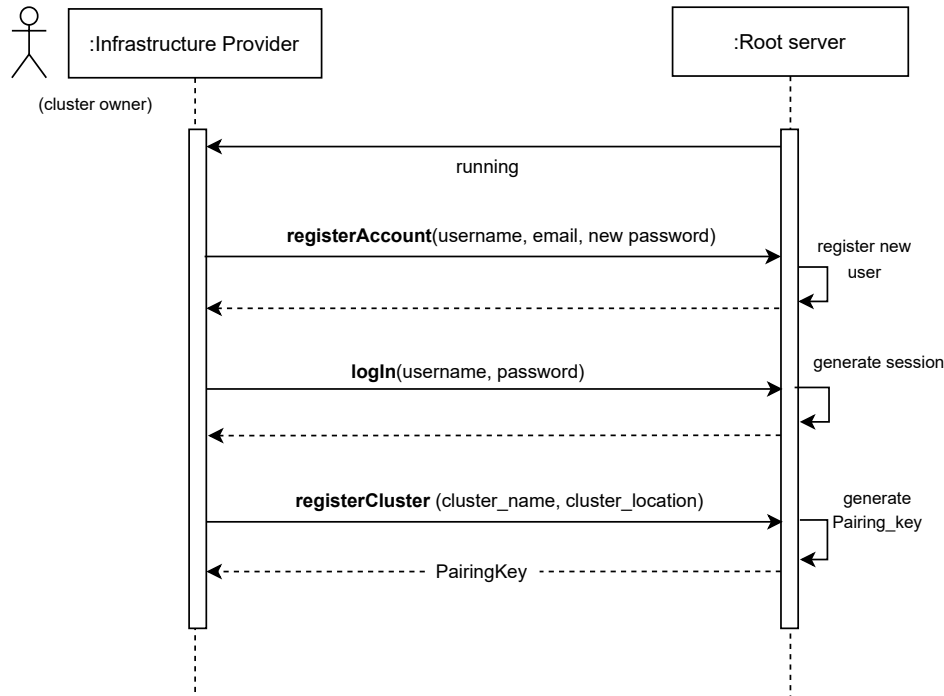 :Infrastructure Provider
:Root server
(cluster owner)
running
registerAccount(username, email, new password)
register new
user
logIn(username, password)
generate session
registerCluster (cluster_name, cluster_location)
generate
Pairing_key
PairingKey